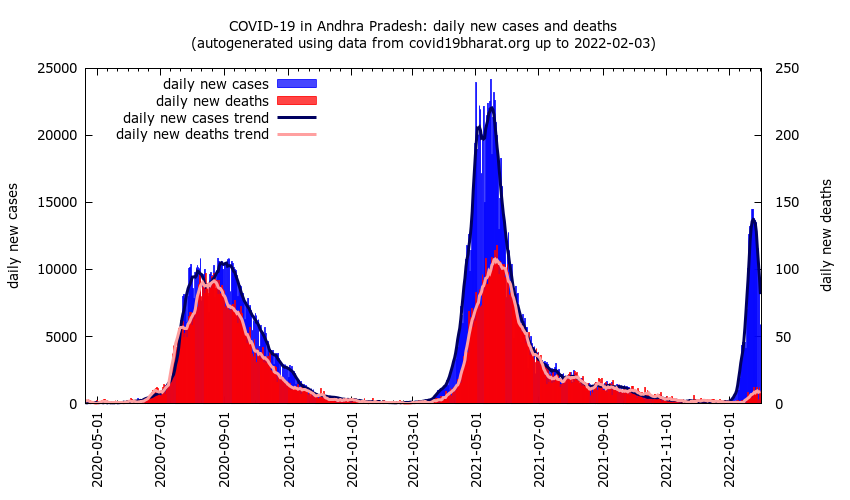 COVID-19 in Andhra Pradesh: daily new cases and deaths
(autogenerated using data from covid19bharat.org up to 2022-02-03)
daily new cases
daily new deaths
daily new cases trend
daily new deaths trend
25000
20000
15000
10000
5000
0
daily new cases
250
200
150
100
50
0
daily new deaths
2020-05-01
2020-07-01
2020-09-01
2020-11-01
2021-01-01
2021-03-01
2021-05-01
2021-07-01
2021-09-01
2021-11-01
2022-01-01